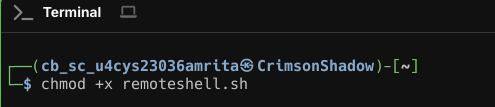 Terminal
┌──(cb_sc_u4cys23036amrita㉿CrimsonShadow)-[~]
└─$ chmod +x remoteshell.sh